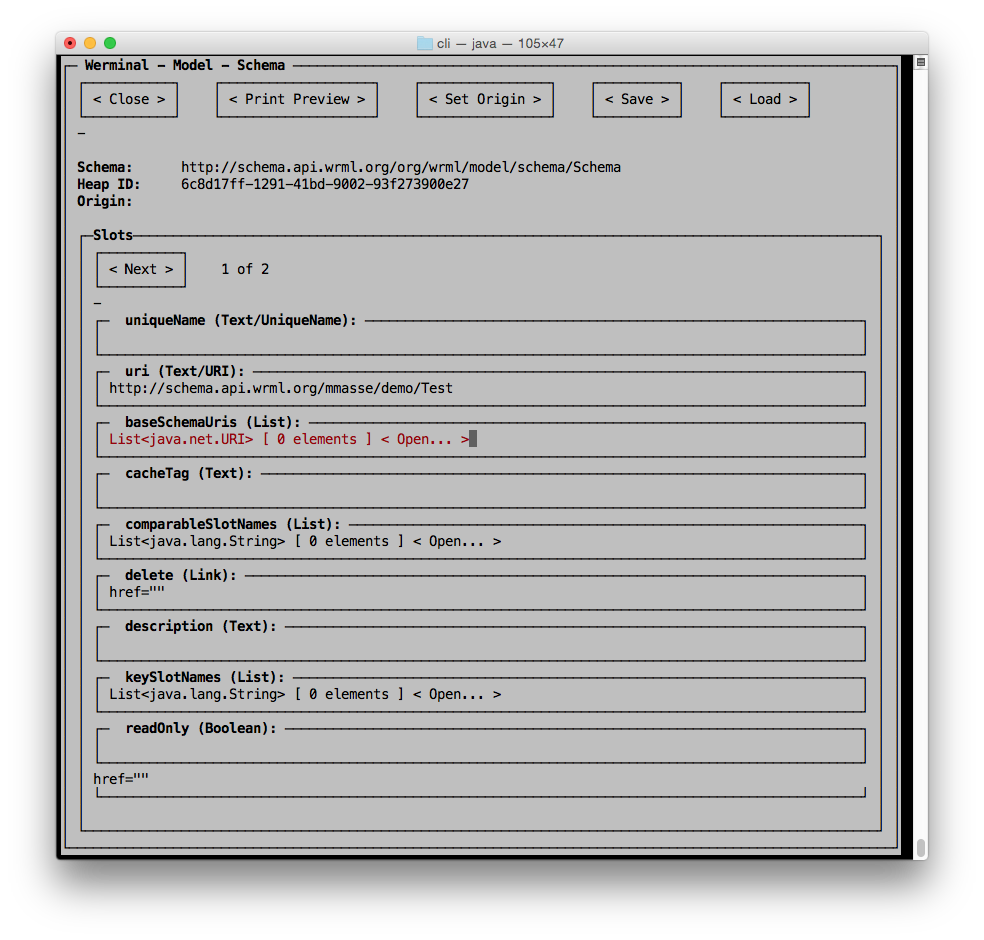 cli — java — 105×47
Werminal - Model - Schema
< Close > < Print Preview > < Set Origin > < Save > < Load >
Schema: http://schema.api.wrml.org/org/wrml/model/schema/Schema
Heap ID: 6c8d17ff-1291-41bd-9002-93f273900e27
Origin:
Slots
< Next > 1 of 2
uniqueName (Text/UniqueName):
uri (Text/URI):
http://schema.api.wrml.org/mmasse/demo/Test
baseSchemaUris (List):
List<java.net.URI> [ 0 elements ] < Open... >
cacheTag (Text):
comparableSlotNames (List):
List<java.lang.String> [ 0 elements ] < Open... >
delete (Link):
href=""
description (Text):
keySlotNames (List):
List<java.lang.String> [ 0 elements ] < Open... >
readOnly (Boolean):
href=""